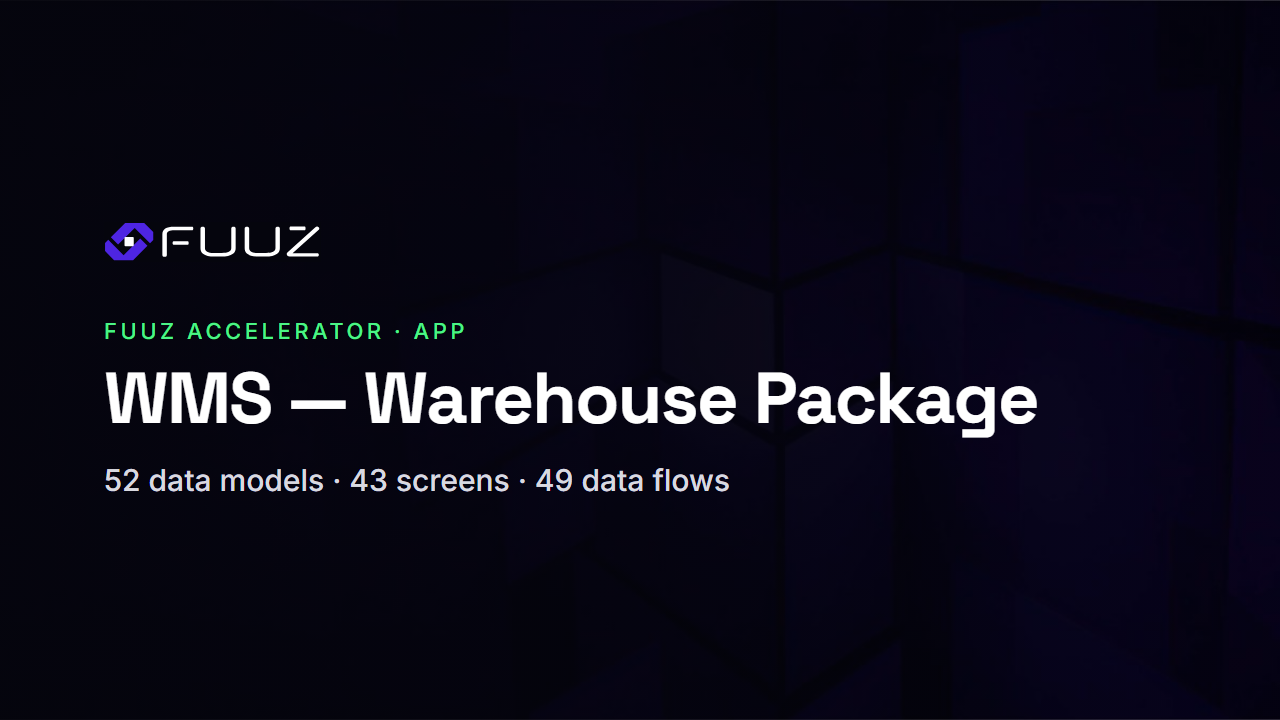 FUUZ
FUUZ ACCELERATOR · APP
WMS — Warehouse Package
52 data models · 43 screens · 49 data flows